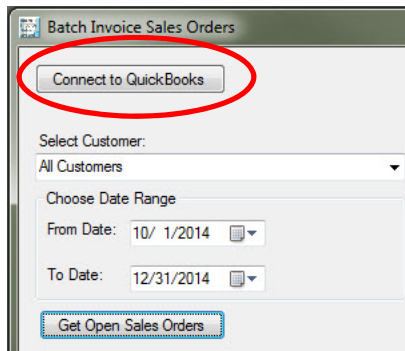 Batch Invoice Sales Orders
Connect to QuickBooks
Select Customer:
All Customers
Choose Date Range
From Date: 10/ 1/2014
To Date: 12/31/2014
Get Open Sales Orders